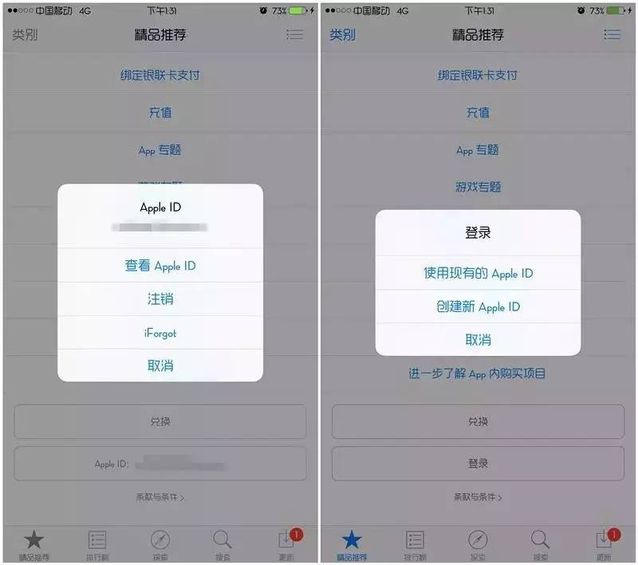 中国移动 4G 下午1:31 73%
类别 精品推荐
绑定银联卡支付
充值
App 专题
Apple ID
查看 Apple ID
注销
iForgot
取消
兑换
Apple ID:
条款与条件 >
精品推荐 排行榜 探索 搜索 更新
1
中国移动 4G 下午1:31 73%
类别 精品推荐
绑定银联卡支付
充值
App 专题
游戏专题
登录
使用现有的 Apple ID
创建新 Apple ID
取消
进一步了解 App 内购买项目
兑换
登录
条款与条件 >
精品推荐 排行榜 探索 搜索 更新
1